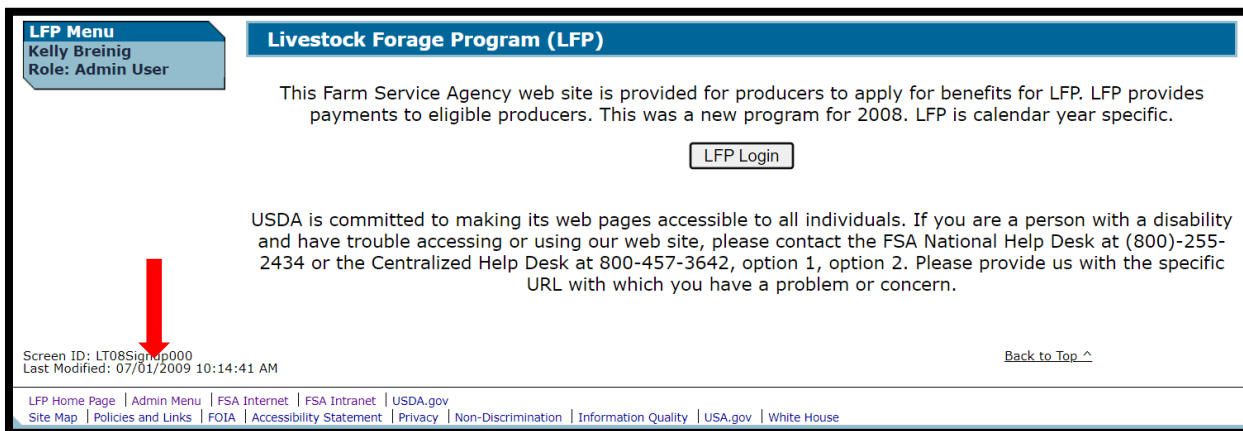 LFP Menu
Kelly Breinig
Role: Admin User
Livestock Forage Program (LFP)
This Farm Service Agency web site is provided for producers to apply for benefits for LFP. LFP provides
payments to eligible producers. This was a new program for 2008. LFP is calendar year specific.
LFP Login
USDA is committed to making its web pages accessible to all individuals. If you are a person with a disability
and have trouble accessing or using our web site, please contact the FSA National Help Desk at (800)-255-
2434 or the Centralized Help Desk at 800-457-3642, option 1, option 2. Please provide us with the specific
URL with which you have a problem or concern.
Screen ID: LT08Signup000
Back to Top ^
Last Modified: 07/01/2009 10:14:41 AM
LFP Home Page | Admin Menu | FSA Internet | FSA Intranet | USDA.gov
Site Map | Policies and Links | FOIA | Accessibility Statement | Privacy | Non-Discrimination | Information Quality | USA.gov | White House